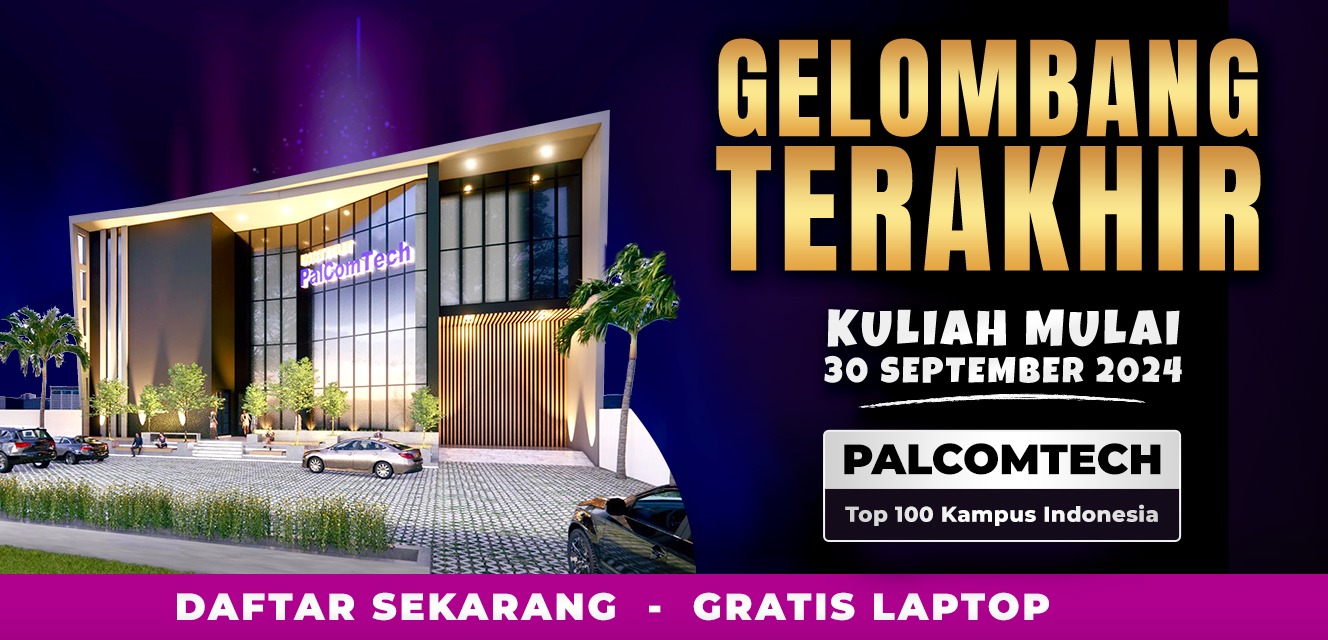 PalComTech
GELOMBANG
TERAKHIR
KULIAH MULAI
30 SEPTEMBER 2024
PALCOMTECH
Top 100 Kampus Indonesia
DAFTAR SEKARANG - GRATIS LAPTOP